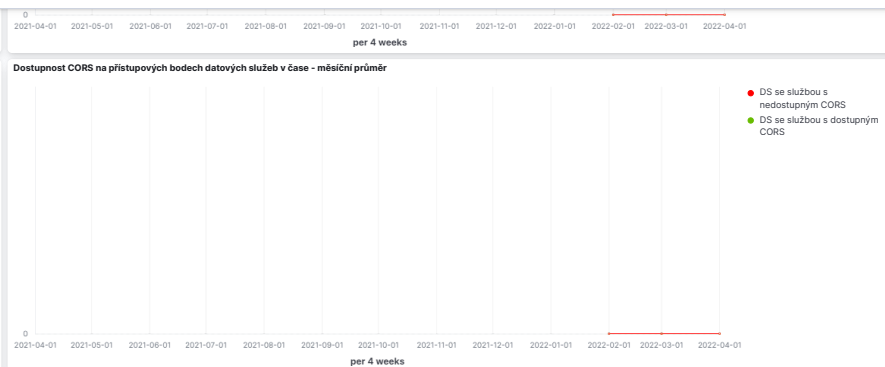 0
2021-04-01 2021-05-01 2021-06-01 2021-07-01 2021-08-01 2021-09-01 2021-10-01 2021-11-01 2021-12-01 2022-01-01 2022-02-01 2022-03-01 2022-04-01
per 4 weeks
Dostupnost CORS na přístupových bodech datových služeb v čase - měsíční průměr
DS se službou s
nedostupným CORS
DS se službou s dostupným
CORS
0
2021-04-01 2021-05-01 2021-06-01 2021-07-01 2021-08-01 2021-09-01 2021-10-01 2021-11-01 2021-12-01 2022-01-01 2022-02-01 2022-03-01 2022-04-01
per 4 weeks